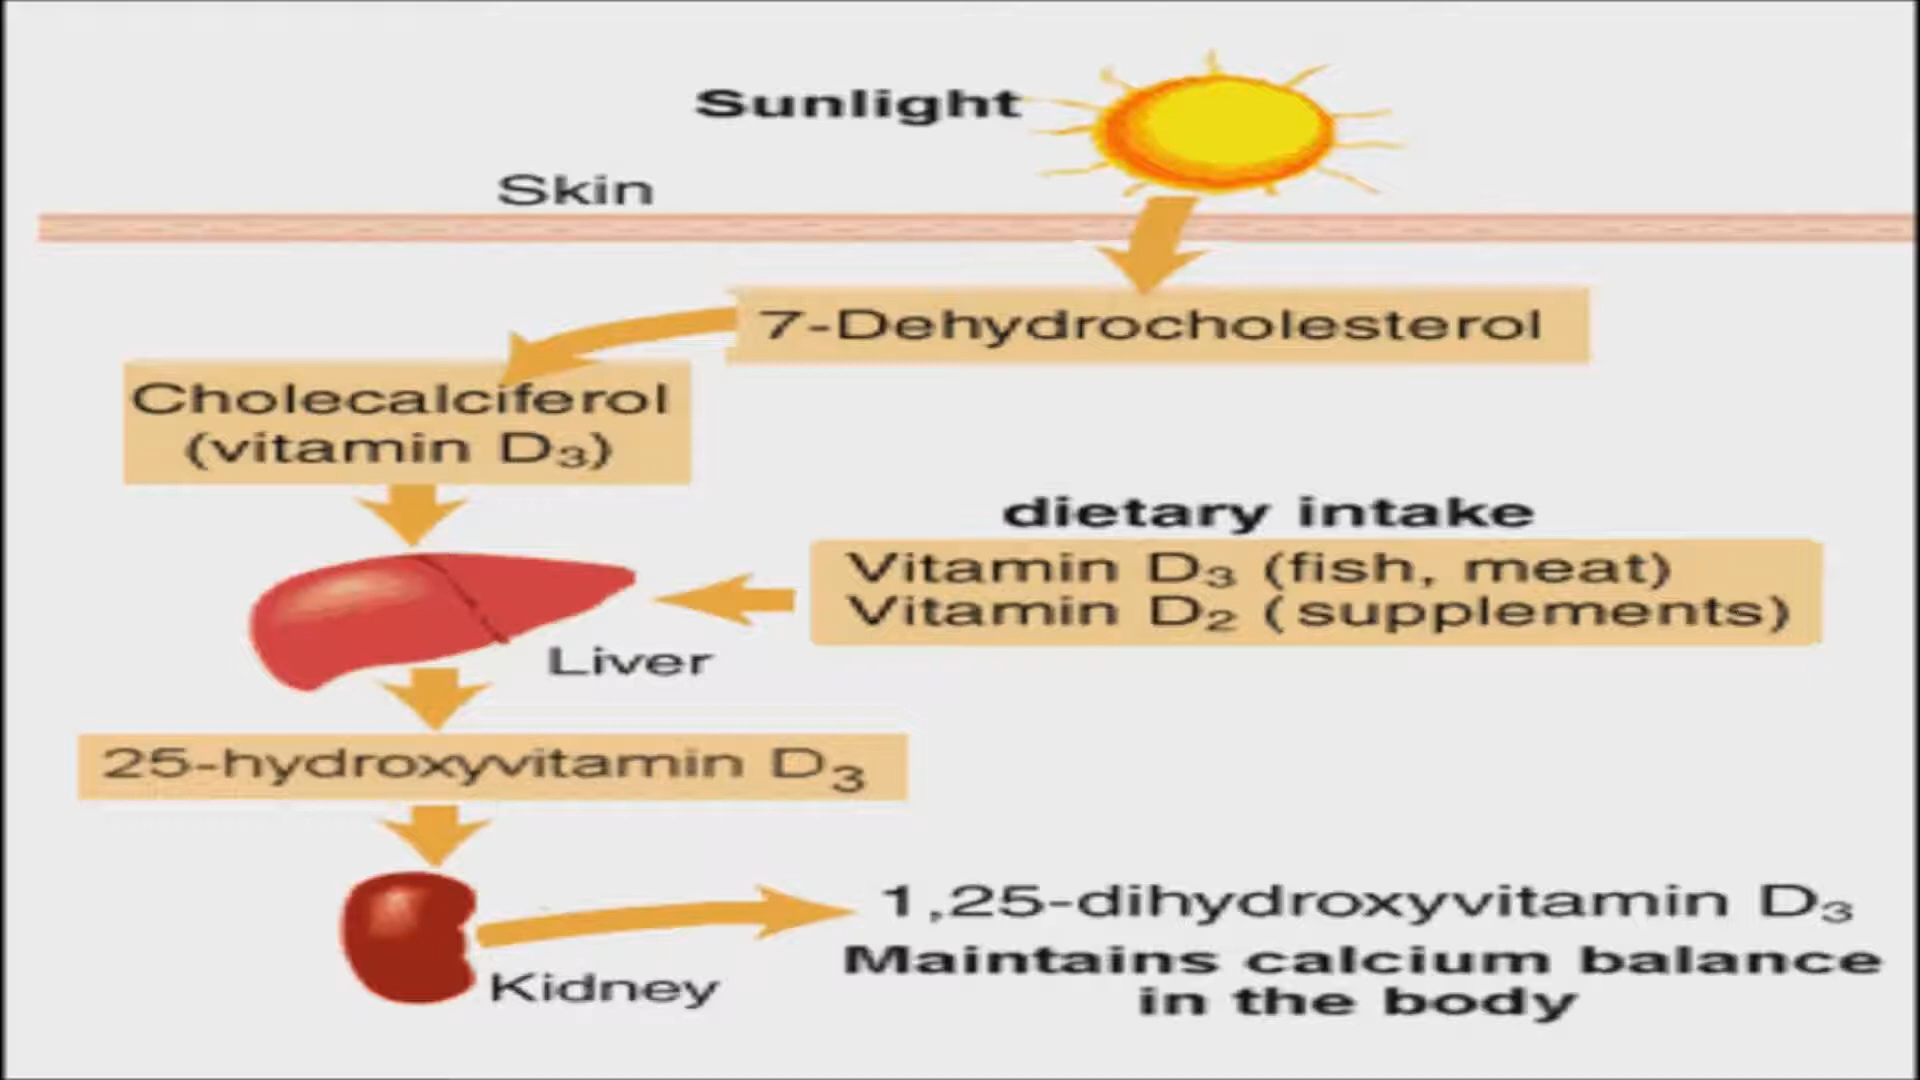 Sunlight
Skin
7-Dehydrocholesterol
Cholecalciferol
(vitamin D₃)
dietary intake
Vitamin D₃ (fish, meat)
Vitamin D₂ (supplements)
Liver
25-hydroxyvitamin D₃
1,25-dihydroxyvitamin D₃
Maintains calcium balance
in the body
Kidney